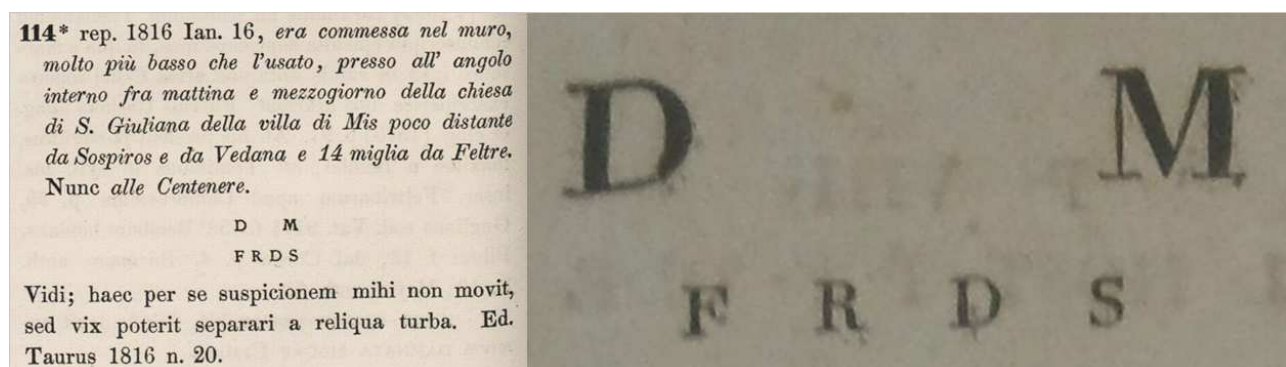 114* rep. 1816 Ian. 16, era commessa nel muro,
molto più basso che l'usato, presso all' angolo
interno fra mattina e mezzogiorno della chiesa
di S. Giuliana della villa di Mis poco distante
da Sospiros e da Vedana e 14 miglia da Feltre.
Nunc alle Centenere.
D M
F R D S
Vidi; haec per se suspicionem mihi non movit,
sed vix poterit separari a reliqua turba. Ed.
Taurus 1816 n. 20.
D M
F R D S